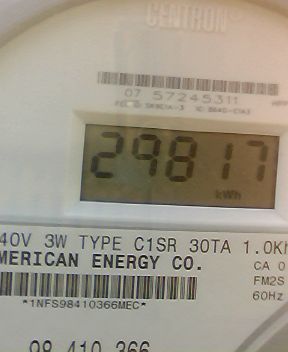 CENTRON®
07 57245311
29817
kWh
40V 3W TYPE C1SR 30TA 1.0Kh
MERICAN ENERGY CO.
CA 0
FM2S
60Hz
*1NFS98410366MEC*
98 410 366